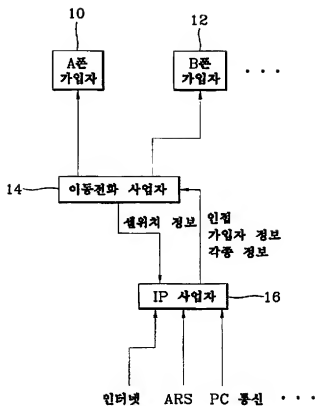 10
12
A폰
가입자
B폰
가입자
· · ·
14
이동전화 사업자
셀위치 정보
인접
가입자 정보
각종 정보
IP 사업자
16
인터넷
ARS
PC 통신
· · ·